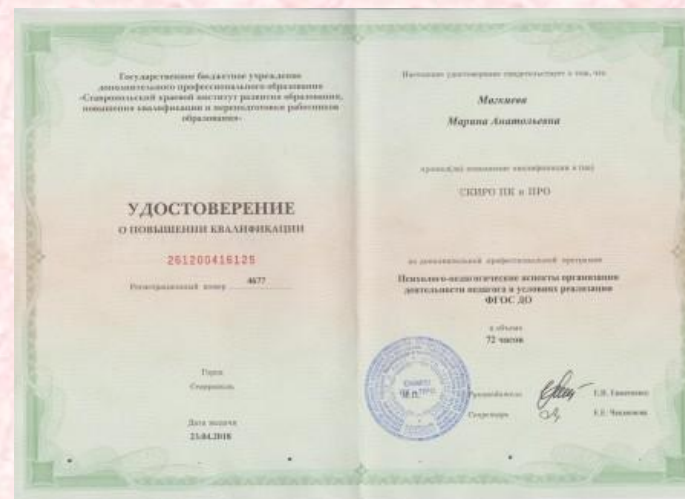 Государственное бюджетное учреждение
дополнительного профессионального образования
«Ставропольский краевой институт развития образования,
повышения квалификации и переподготовки работников
образования»
УДОСТОВЕРЕНИЕ
О ПОВЫШЕНИИ КВАЛИФИКАЦИИ
261200416125
Регистрационный номер 4677
Город
Ставрополь
Дата выдачи
23.04.2018
Настоящее удостоверение свидетельствует о том, что
Марина Анатольевна
прошел(ла) повышение квалификации в (на)
СКИРО ПК и ПРО
по дополнительной профессиональной программе
Психолого-педагогические аспекты организации
деятельности педагога в условиях реализации
ФГОС ДО
в объёме
72 часов
М.П.
Руководитель Е.В.
Секретарь